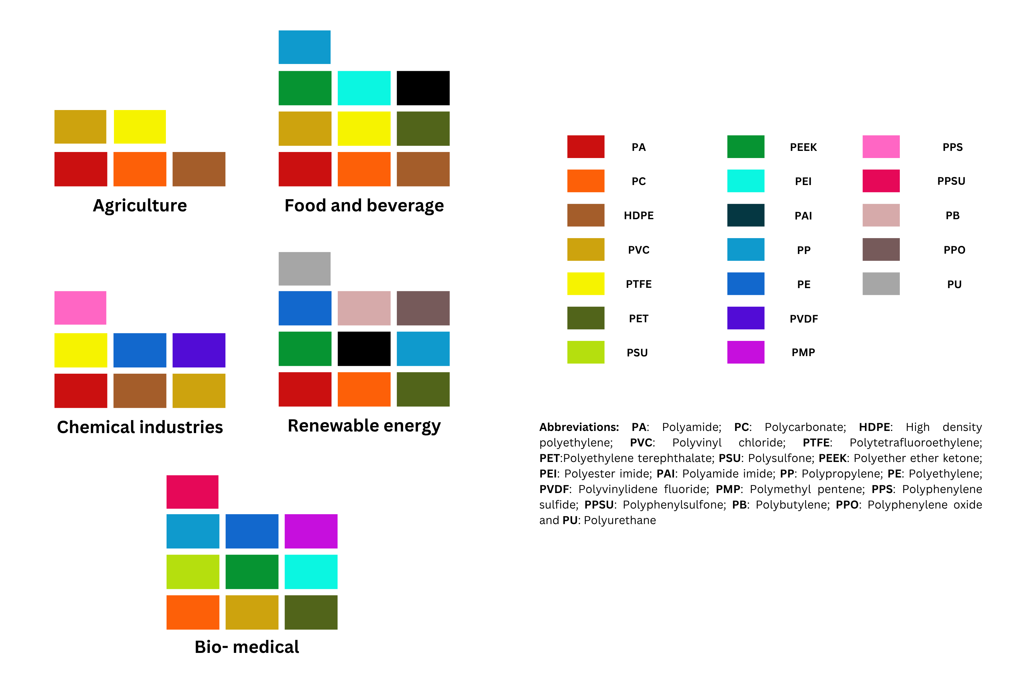 Agriculture
Food and beverage
Chemical industries
Renewable energy
Bio- medical
PA
PC
HDPE
PVC
PTFE
PET
PSU
PEEK
PEI
PAI
PP
PE
PVDF
PMP
PPS
PPSU
PB
PPO
PU
Abbreviations: PA: Polyamide; PC: Polycarbonate; HDPE: High density
polyethylene; PVC: Polyvinyl chloride; PTFE: Polytetrafluoroethylene;
PET:Polyethylene terephthalate; PSU: Polysulfone; PEEK: Polyether ether ketone;
PEI: Polyester imide; PAI: Polyamide imide; PP: Polypropylene; PE: Polyethylene;
PVDF: Polyvinylidene fluoride; PMP: Polymethyl pentene; PPS: Polyphenylene
sulfide; PPSU: Polyphenylsulfone; PB: Polybutylene; PPO: Polyphenylene oxide
and PU: Polyurethane